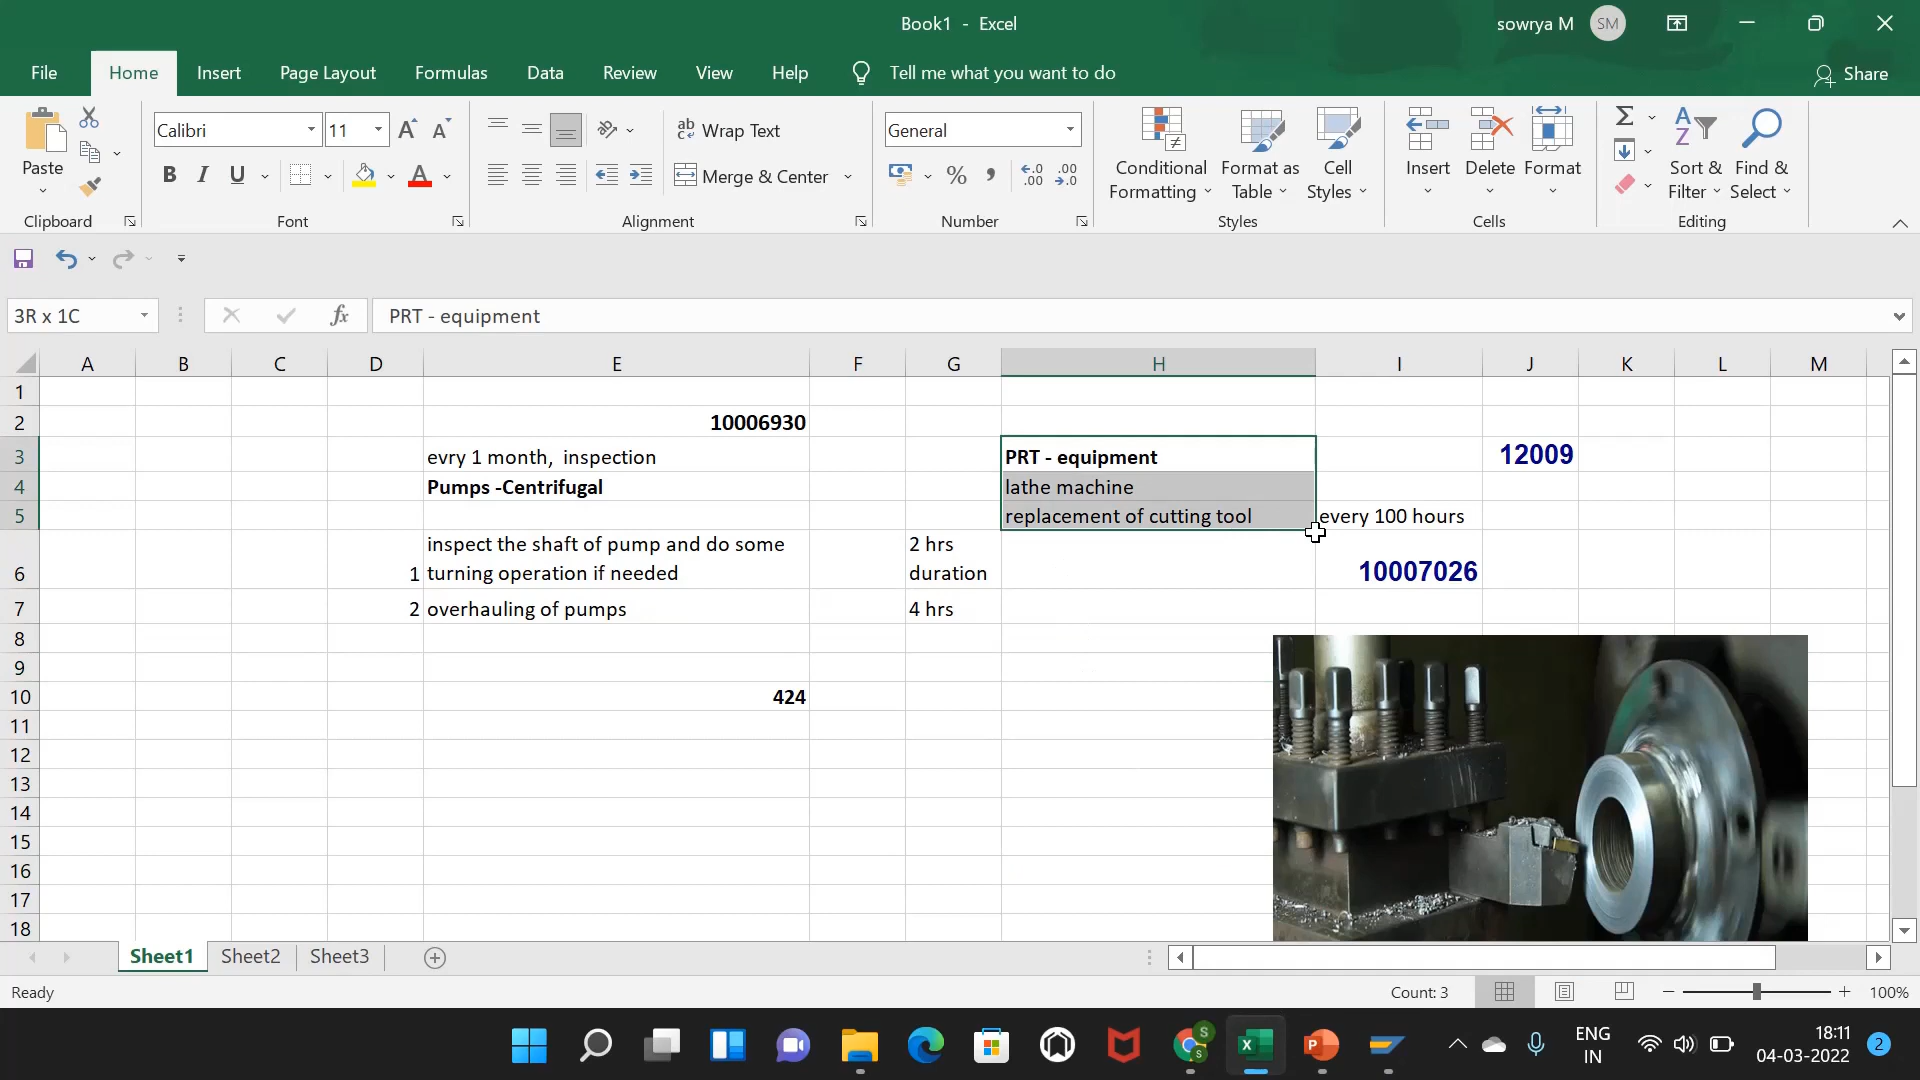 Book1 - Excel
sowrya M
SM
File
Home
Insert
Page Layout
Formulas
Data
Review
View
Help
Tell me what you want to do
Share
Paste
Clipboard
Calibri
11
B I U
Font
Wrap Text
Merge & Center
Alignment
General
Number
Conditional
Formatting
Format as
Table
Cell
Styles
Styles
Insert
Delete
Format
Cells
Sort &
Filter
Find &
Select
Editing
3R x 1C
fx
PRT - equipment
A B C D E F G H I J K L M
1
2 10006930
3 evry 1 month, inspection PRT - equipment 12009
4 Pumps -Centrifugal lathe machine
5 replacement of cutting tool every 100 hours
inspect the shaft of pump and do some 2 hrs
6 1 turning operation if needed duration 10007026
7 2 overhauling of pumps 4 hrs
8
9
10 424
11
12
13
14
15
16
17
18
Sheet1
Sheet2
Sheet3
Ready
Count: 3
100%
ENG
IN
18:11
04-03-2022
2